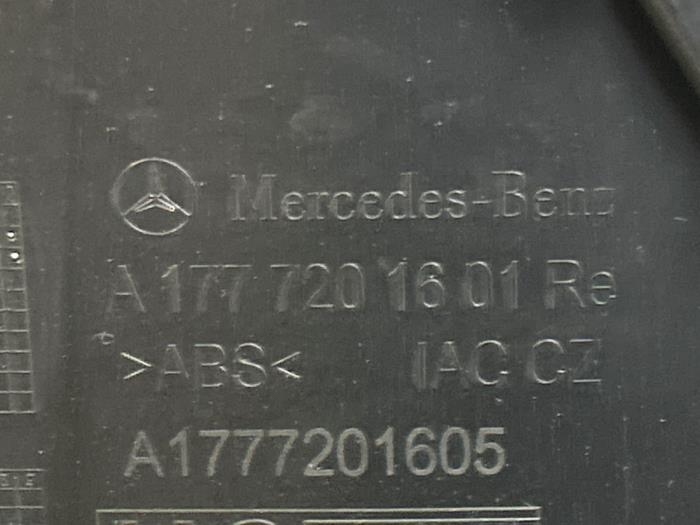 Mercedes-Benz
A 177 720 16 01 Re
>ABS< IAC CZ
A1777201605